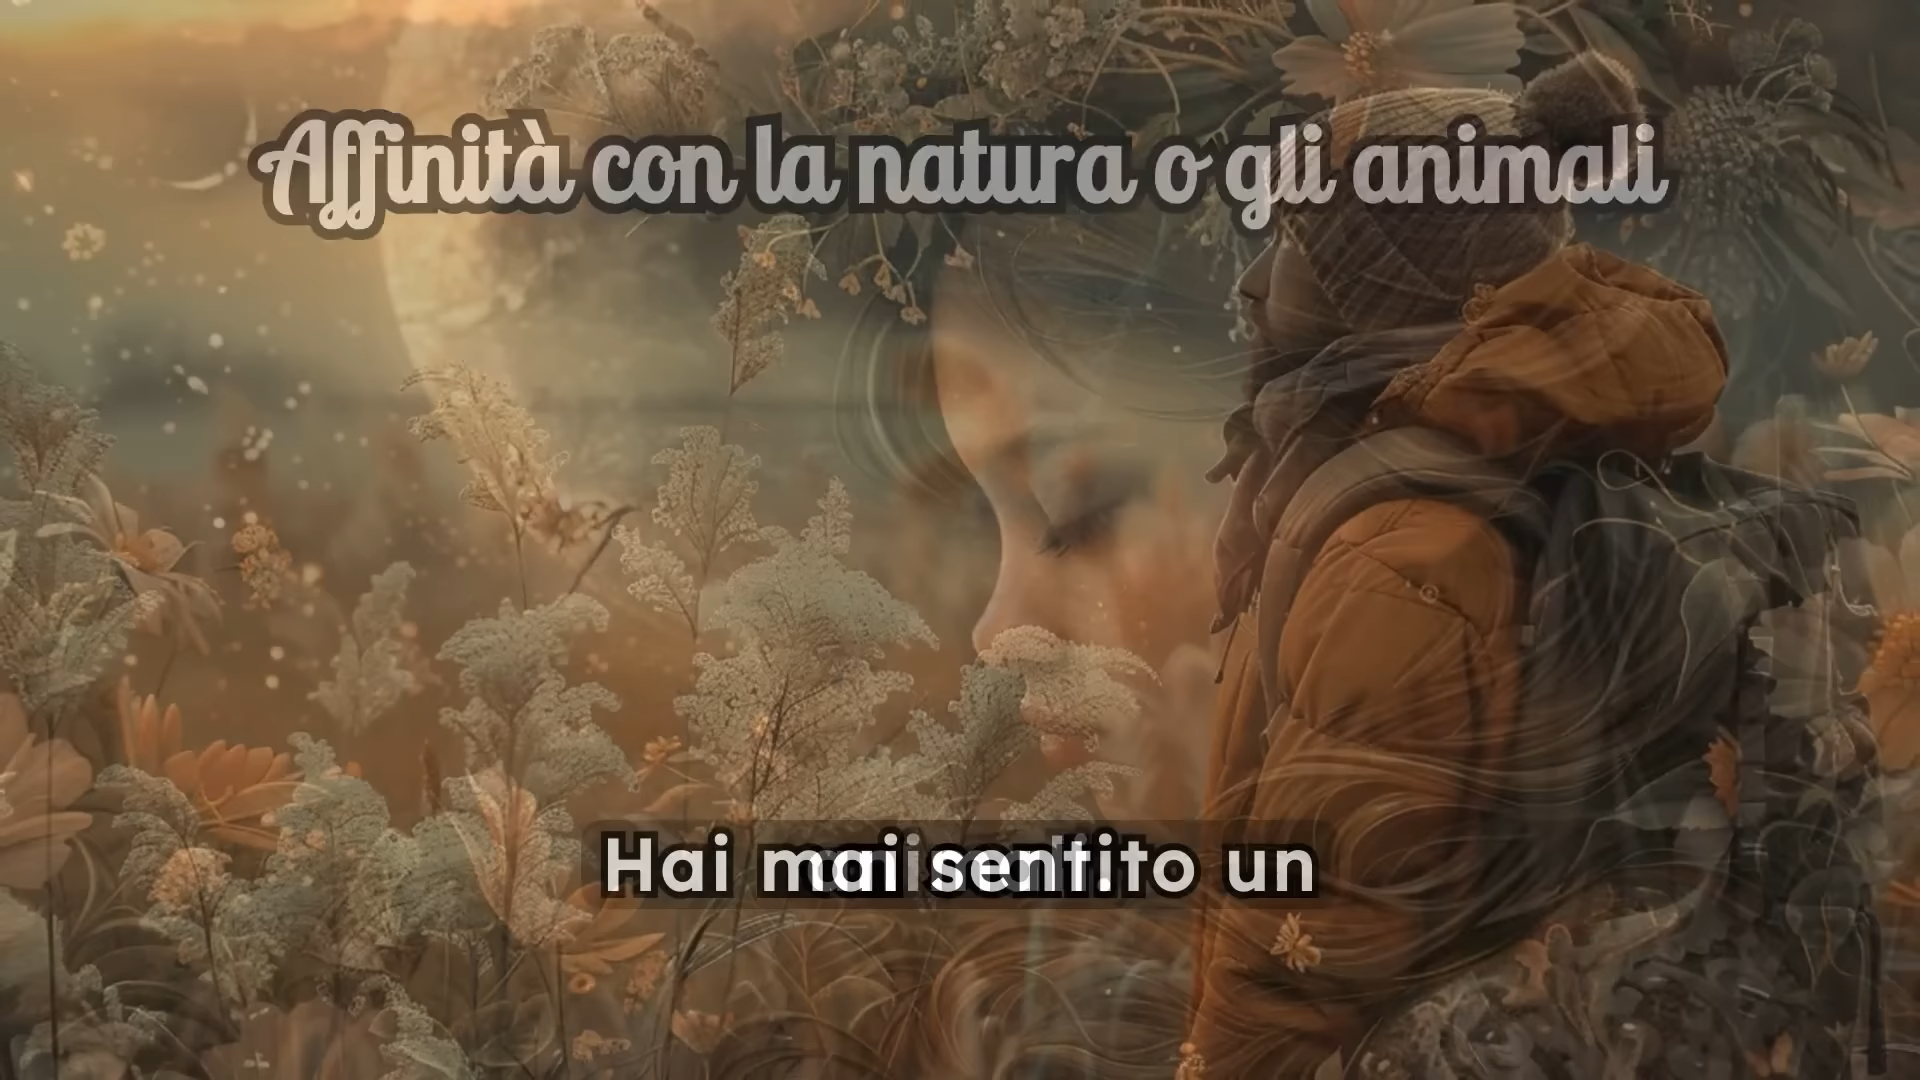 Affinità con la natura o gli animali
Hai mai sentito un